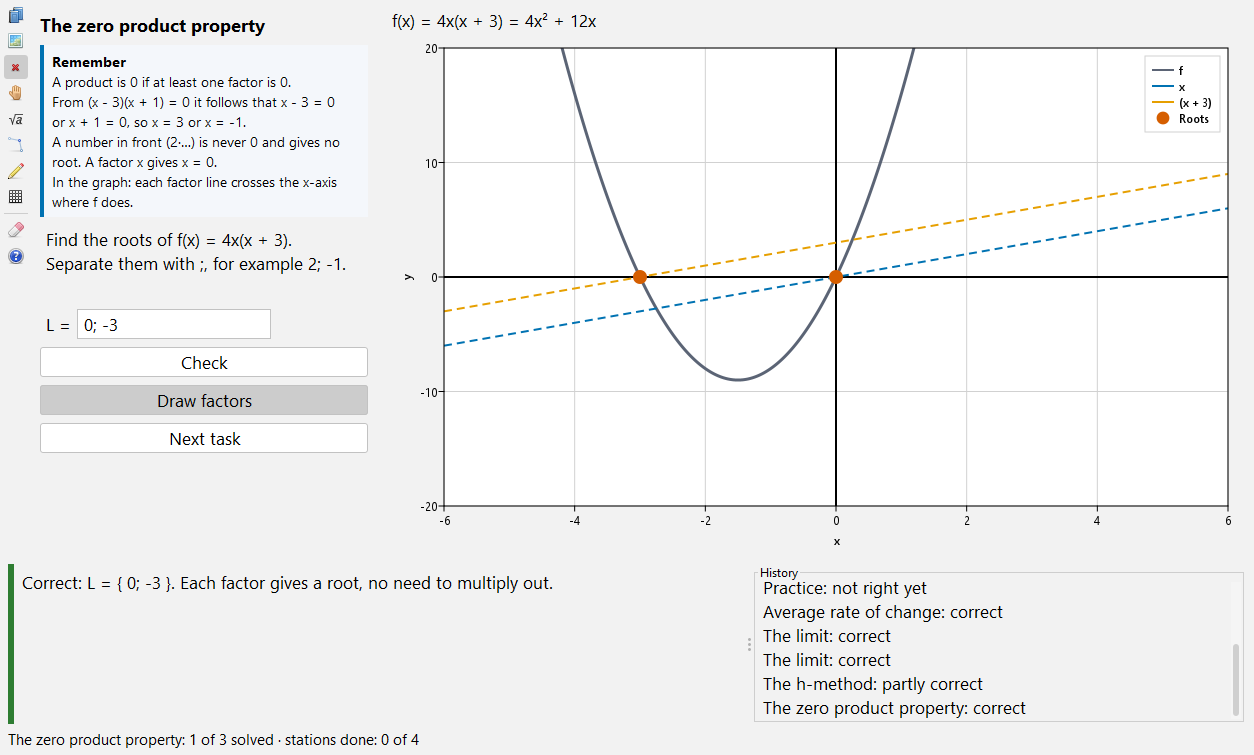 The zero product property
Remember
A product is 0 if at least one factor is 0.
From (x - 3)(x + 1) = 0 it follows that x - 3 = 0
or x + 1 = 0, so x = 3 or x = -1.
A number in front (2·...) is never 0 and gives no
root. A factor x gives x = 0.
In the graph: each factor line crosses the x-axis
where f does.
Find the roots of f(x) = 4x(x + 3).
Separate them with ;, for example 2; -1.
L = 0; -3
Check
Draw factors
Next task
f(x) = 4x(x + 3) = 4x² + 12x
20
10
0
-10
-20
y
-6 -4 -2 0 2 4 6
x
f
x
(x + 3)
Roots
Correct: L = { 0; -3 }. Each factor gives a root, no need to multiply out.
History
Practice: not right yet
Average rate of change: correct
The limit: correct
The limit: correct
The h-method: partly correct
The zero product property: correct
The zero product property: 1 of 3 solved · stations done: 0 of 4
√a
?